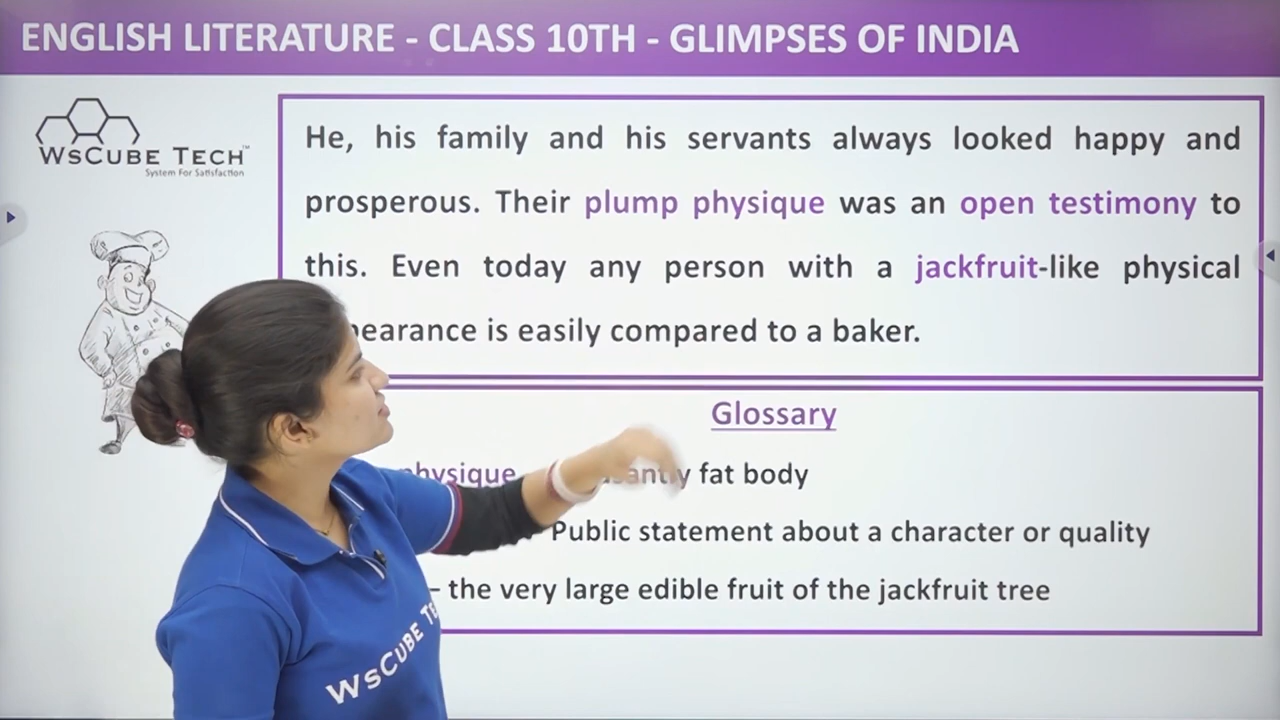 ENGLISH LITERATURE - CLASS 10TH - GLIMPSES OF INDIA
WSCUBE TECH™
System For Satisfaction
He, his family and his servants always looked happy and
prosperous. Their plump physique was an open testimony to
this. Even today any person with a jackfruit-like physical
is easily compared to a baker.
Glossary
physique fat body
Public statement about a character or quality
– the very large edible fruit of the jackfruit tree
WSCUBE